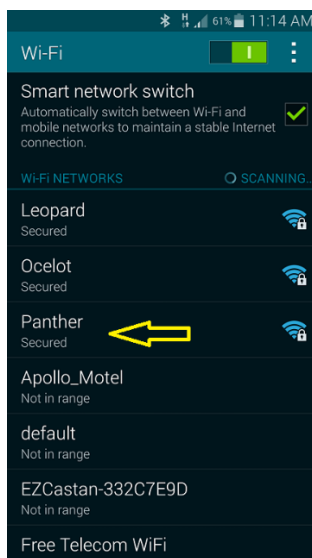 61% 11:14 AM
Wi-Fi
Smart network switch
Automatically switch between Wi-Fi and
mobile networks to maintain a stable Internet
connection.
Wi-Fi NETWORKS SCANNING..
Leopard
Secured
Ocelot
Secured
Panther
Secured
Apollo_Motel
Not in range
default
Not in range
EZCastan-332C7E9D
Not in range
Free Telecom WiFi